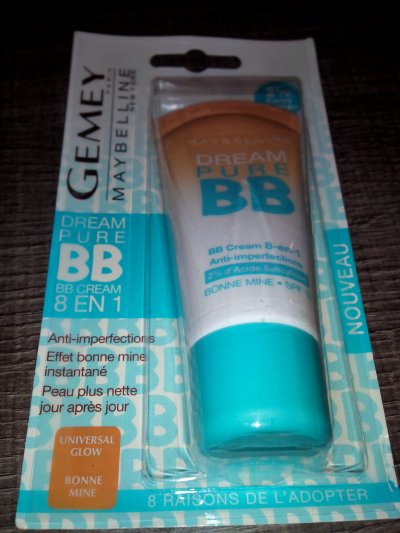 GEMEY
PARIS
MAYBELLINE
NEW YORK
DREAM
PURE
BB
BB CREAM
8 EN 1
Anti-imperfections
Effet bonne mine
instantané
Peau plus nette
jour après jour
UNIVERSAL
GLOW
BONNE
MINE
MAYBELLINE
DREAM
PURE
BB
BB Cream 8-en-1
Anti-imperfections
2% d'Acide Salicylique
BONNE MINE • SPF
NOUVEAU
8 RAISONS DE L'ADOPTER